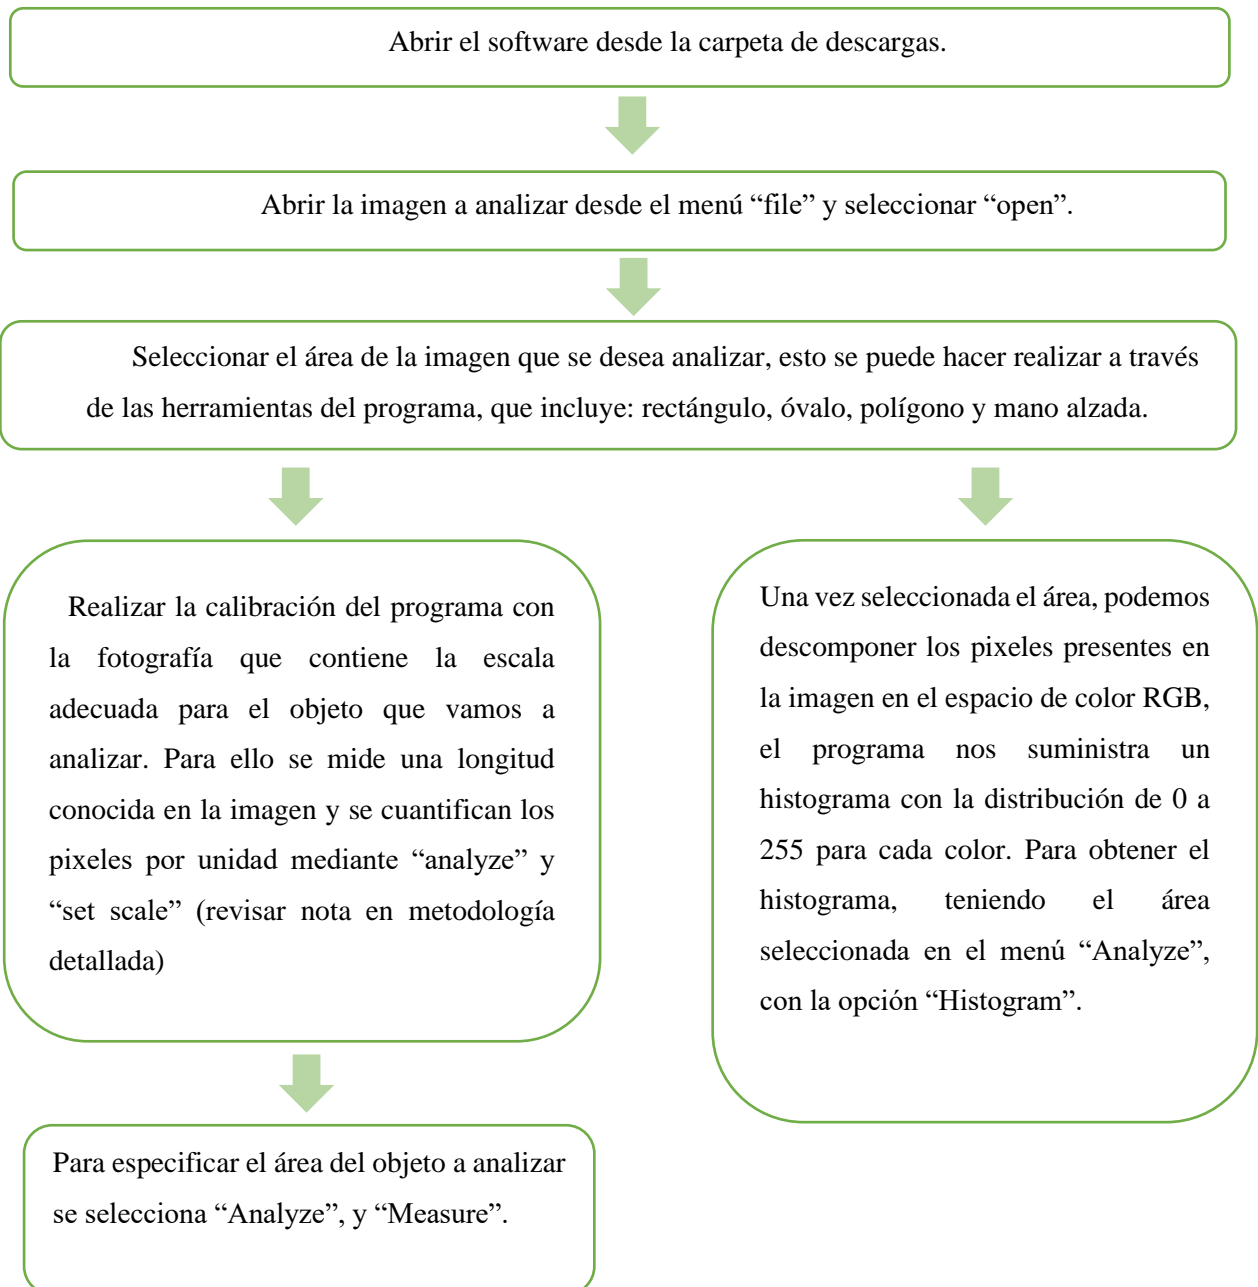 Abrir el software desde la carpeta de descargas.
Abrir la imagen a analizar desde el menú “file” y seleccionar “open”.
Seleccionar el área de la imagen que se desea analizar, esto se puede hacer realizar a través
de las herramientas del programa, que incluye: rectángulo, óvalo, polígono y mano alzada.
Realizar la calibración del programa con
la fotografía que contiene la escala
adecuada para el objeto que vamos a
analizar. Para ello se mide una longitud
conocida en la imagen y se cuantifican los
pixeles por unidad mediante “analyze” y
“set scale” (revisar nota en metodología
detallada)
Una vez seleccionada el área, podemos
descomponer los pixeles presentes en
la imagen en el espacio de color RGB,
el programa nos suministra un
histograma con la distribución de 0 a
255 para cada color. Para obtener el
histograma, teniendo el área
seleccionada en el menú “Analyze”,
con la opción “Histogram”.
Para especificar el área del objeto a analizar
se selecciona “Analyze”, y “Measure”.